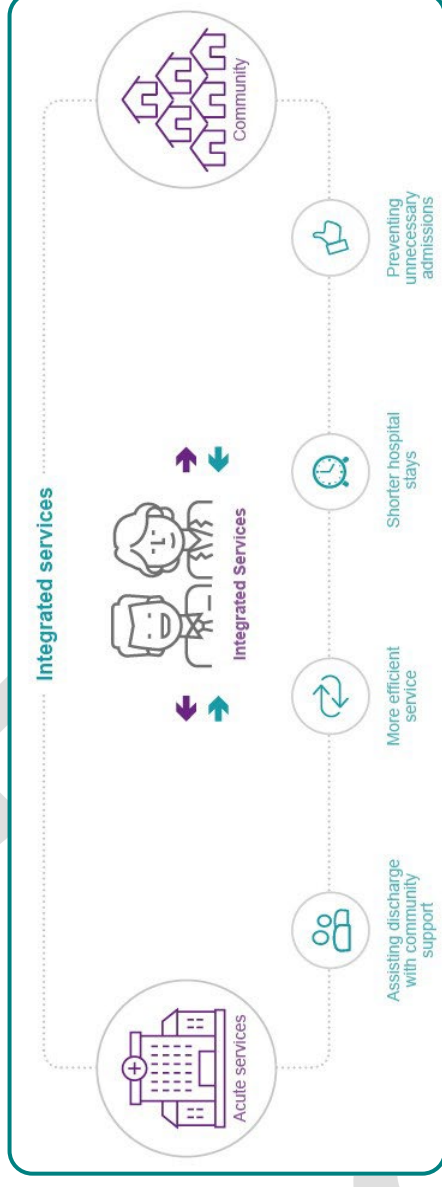 Integrated services
Acute services
Integrated Services
Community
Assisting discharge
with community
support
More efficient
service
Shorter hospital
stays
Preventing
unnecessary
admissions